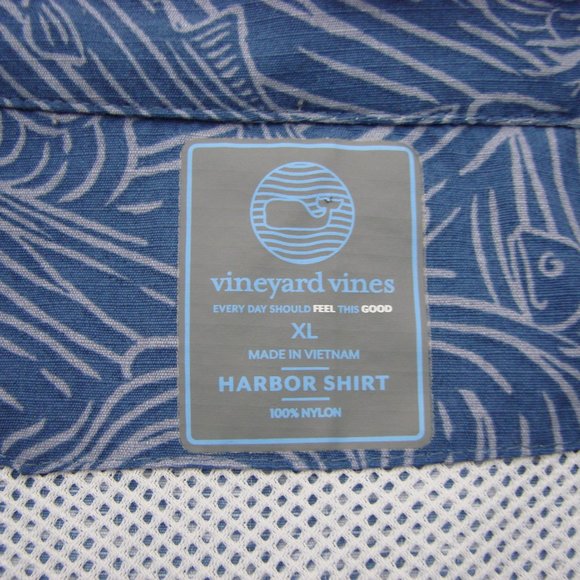 vineyard vines
EVERY DAY SHOULD FEEL THIS GOOD
XL
MADE IN VIETNAM
HARBOR SHIRT
100% NYLON